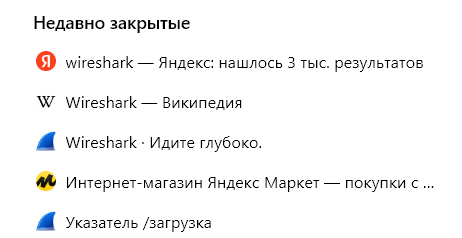 Недавно закрытые
wireshark — Яндекс: нашлось 3 тыс. результатов
Wireshark — Википедия
Wireshark · Идите глубоко.
Интернет-магазин Яндекс Маркет — покупки с ...
Указатель /загрузка